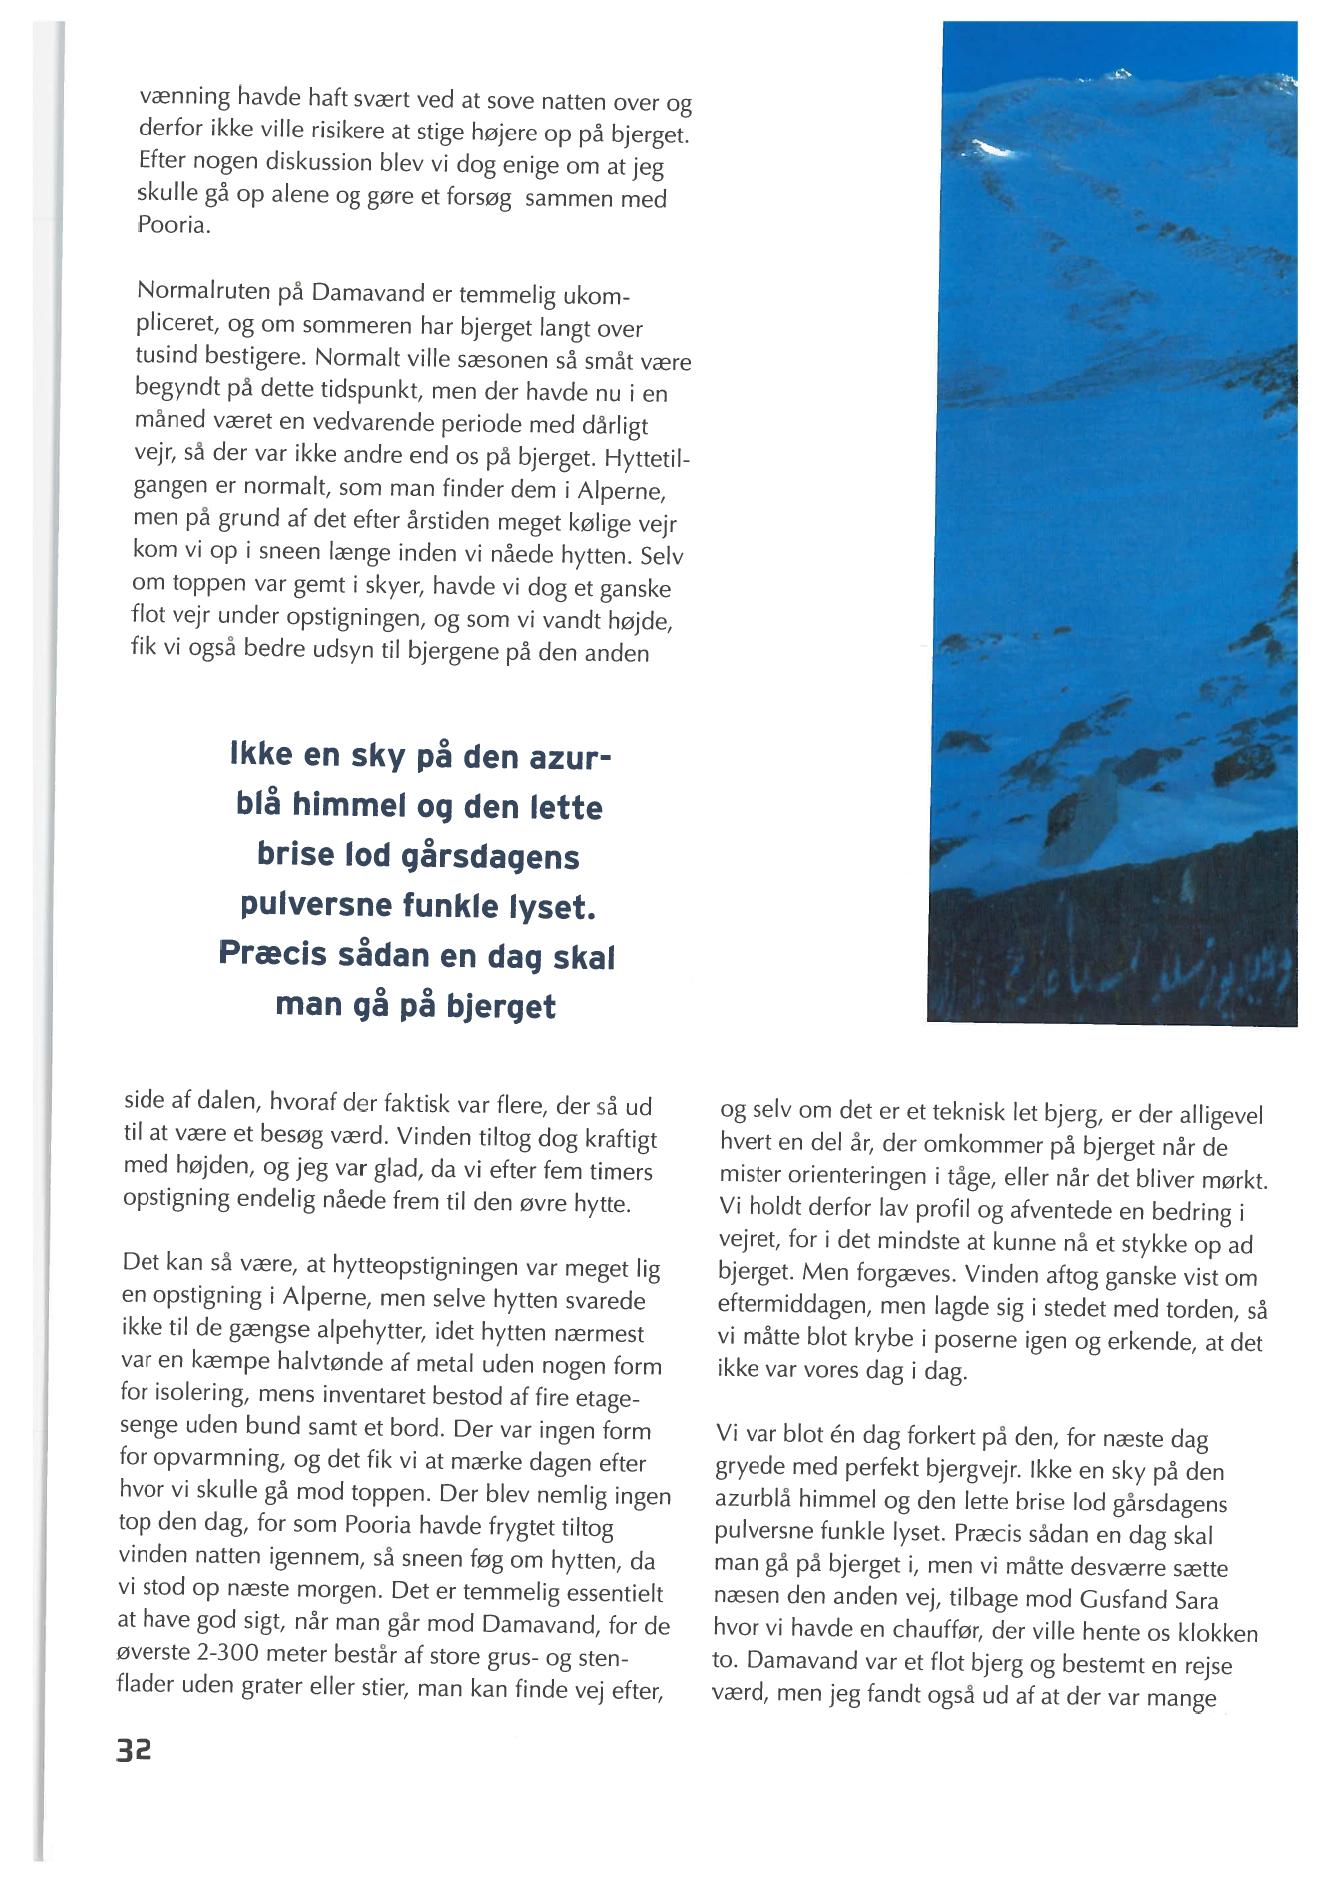 vænning havde haft svært ved at sove natten over og
derfor ikke ville risikere at stige højere op på bjerget.
Efter nogen diskussion blev vi dog enige om at jeg
skulle gå op alene og gøre et forsøg sammen med
Pooria.

Normalruten på Damavand er temmelig ukom-
pliceret, og om sommeren har bjerget langt over
tusind bestigere. Normalt ville sæsonen så småt være
begyndt på dette tidspunkt, men der havde nu i en
måned været en vedvarende periode med dårligt
vejr, så der var ikke andre end os på bjerget. Hyttetil-
gangen er normalt, som man finder dem i Alperne,
men på grund af det efter årstiden meget kølige vejr
kom vi op i sneen længe inden vi nåede hytten. Selv
om toppen var gemt i skyer, havde vi dog et ganske
flot vejr under opstigningen, og som vi vandt højde,
fik vi også bedre udsyn til bjergene på den anden

Ikke en sky på den azur-
blå himmel og den lette
brise lod gårsdagens
pulversne funkle lyset.
Præcis sådan en dag skal
man gå på bjerget

side af dalen, hvoraf der faktisk var flere, der så ud
til at være et besøg værd. Vinden tiltog dog kraftigt
med højden, og jeg var glad, da vi efter fem timers
opstigning endelig nåede frem til den øvre hytte.

Det kan så være, at hytteopstigningen var meget lig
en opstigning i Alperne, men selve hytten svarede
ikke til de gængse alpehytter, idet hytten nærmest
var en kæmpe halvtønde af metal uden nogen form
for isolering, mens inventaret bestod af fire etage-
senge uden bund samt et bord. Der var ingen form
for opvarmning, og det fik vi at mærke dagen efter
hvor vi skulle gå mod toppen. Der blev nemlig ingen
top den dag, for som Pooria havde frygtet tiltog
vinden natten igennem, så sneen føg om hytten, da
vi stod op næste morgen. Det er temmelig essentielt
at have god sigt, når man går mod Damavand, for de
øverste 2-300 meter består af store grus- og sten-
flader uden grater eller stier, man kan finde vej efter,

og selv om det er et teknisk let bjerg, er der alligevel
hvert en del år, der omkommer på bjerget når de
mister orienteringen i tåge, eller når det bliver mørkt.
Vi holdt derfor lav profil og afventede en bedring i
vejret, for i det mindste at kunne nå et stykke op ad
bjerget. Men forgæves. Vinden aftog ganske vist om
eftermiddagen, men lagde sig i stedet med torden, så
vi måtte blot krybe i poserne igen og erkende, at det
ikke var vores dag i dag.

Vi var blot én dag forkert på den, for næste dag
gryede med perfekt bjergvejr. Ikke en sky på den
azurblå himmel og den lette brise lod gårsdagens
pulversne funkle lyset. Præcis sådan en dag skal
man gå på bjerget i, men vi måtte desværre sætte
næsen den anden vej, tilbage mod Gusfand Sara
hvor vi havde en chauffør, der ville hente os klokken
to. Damavand var et flot bjerg og bestemt en rejse
værd, men jeg fandt også ud af at der var mange

32